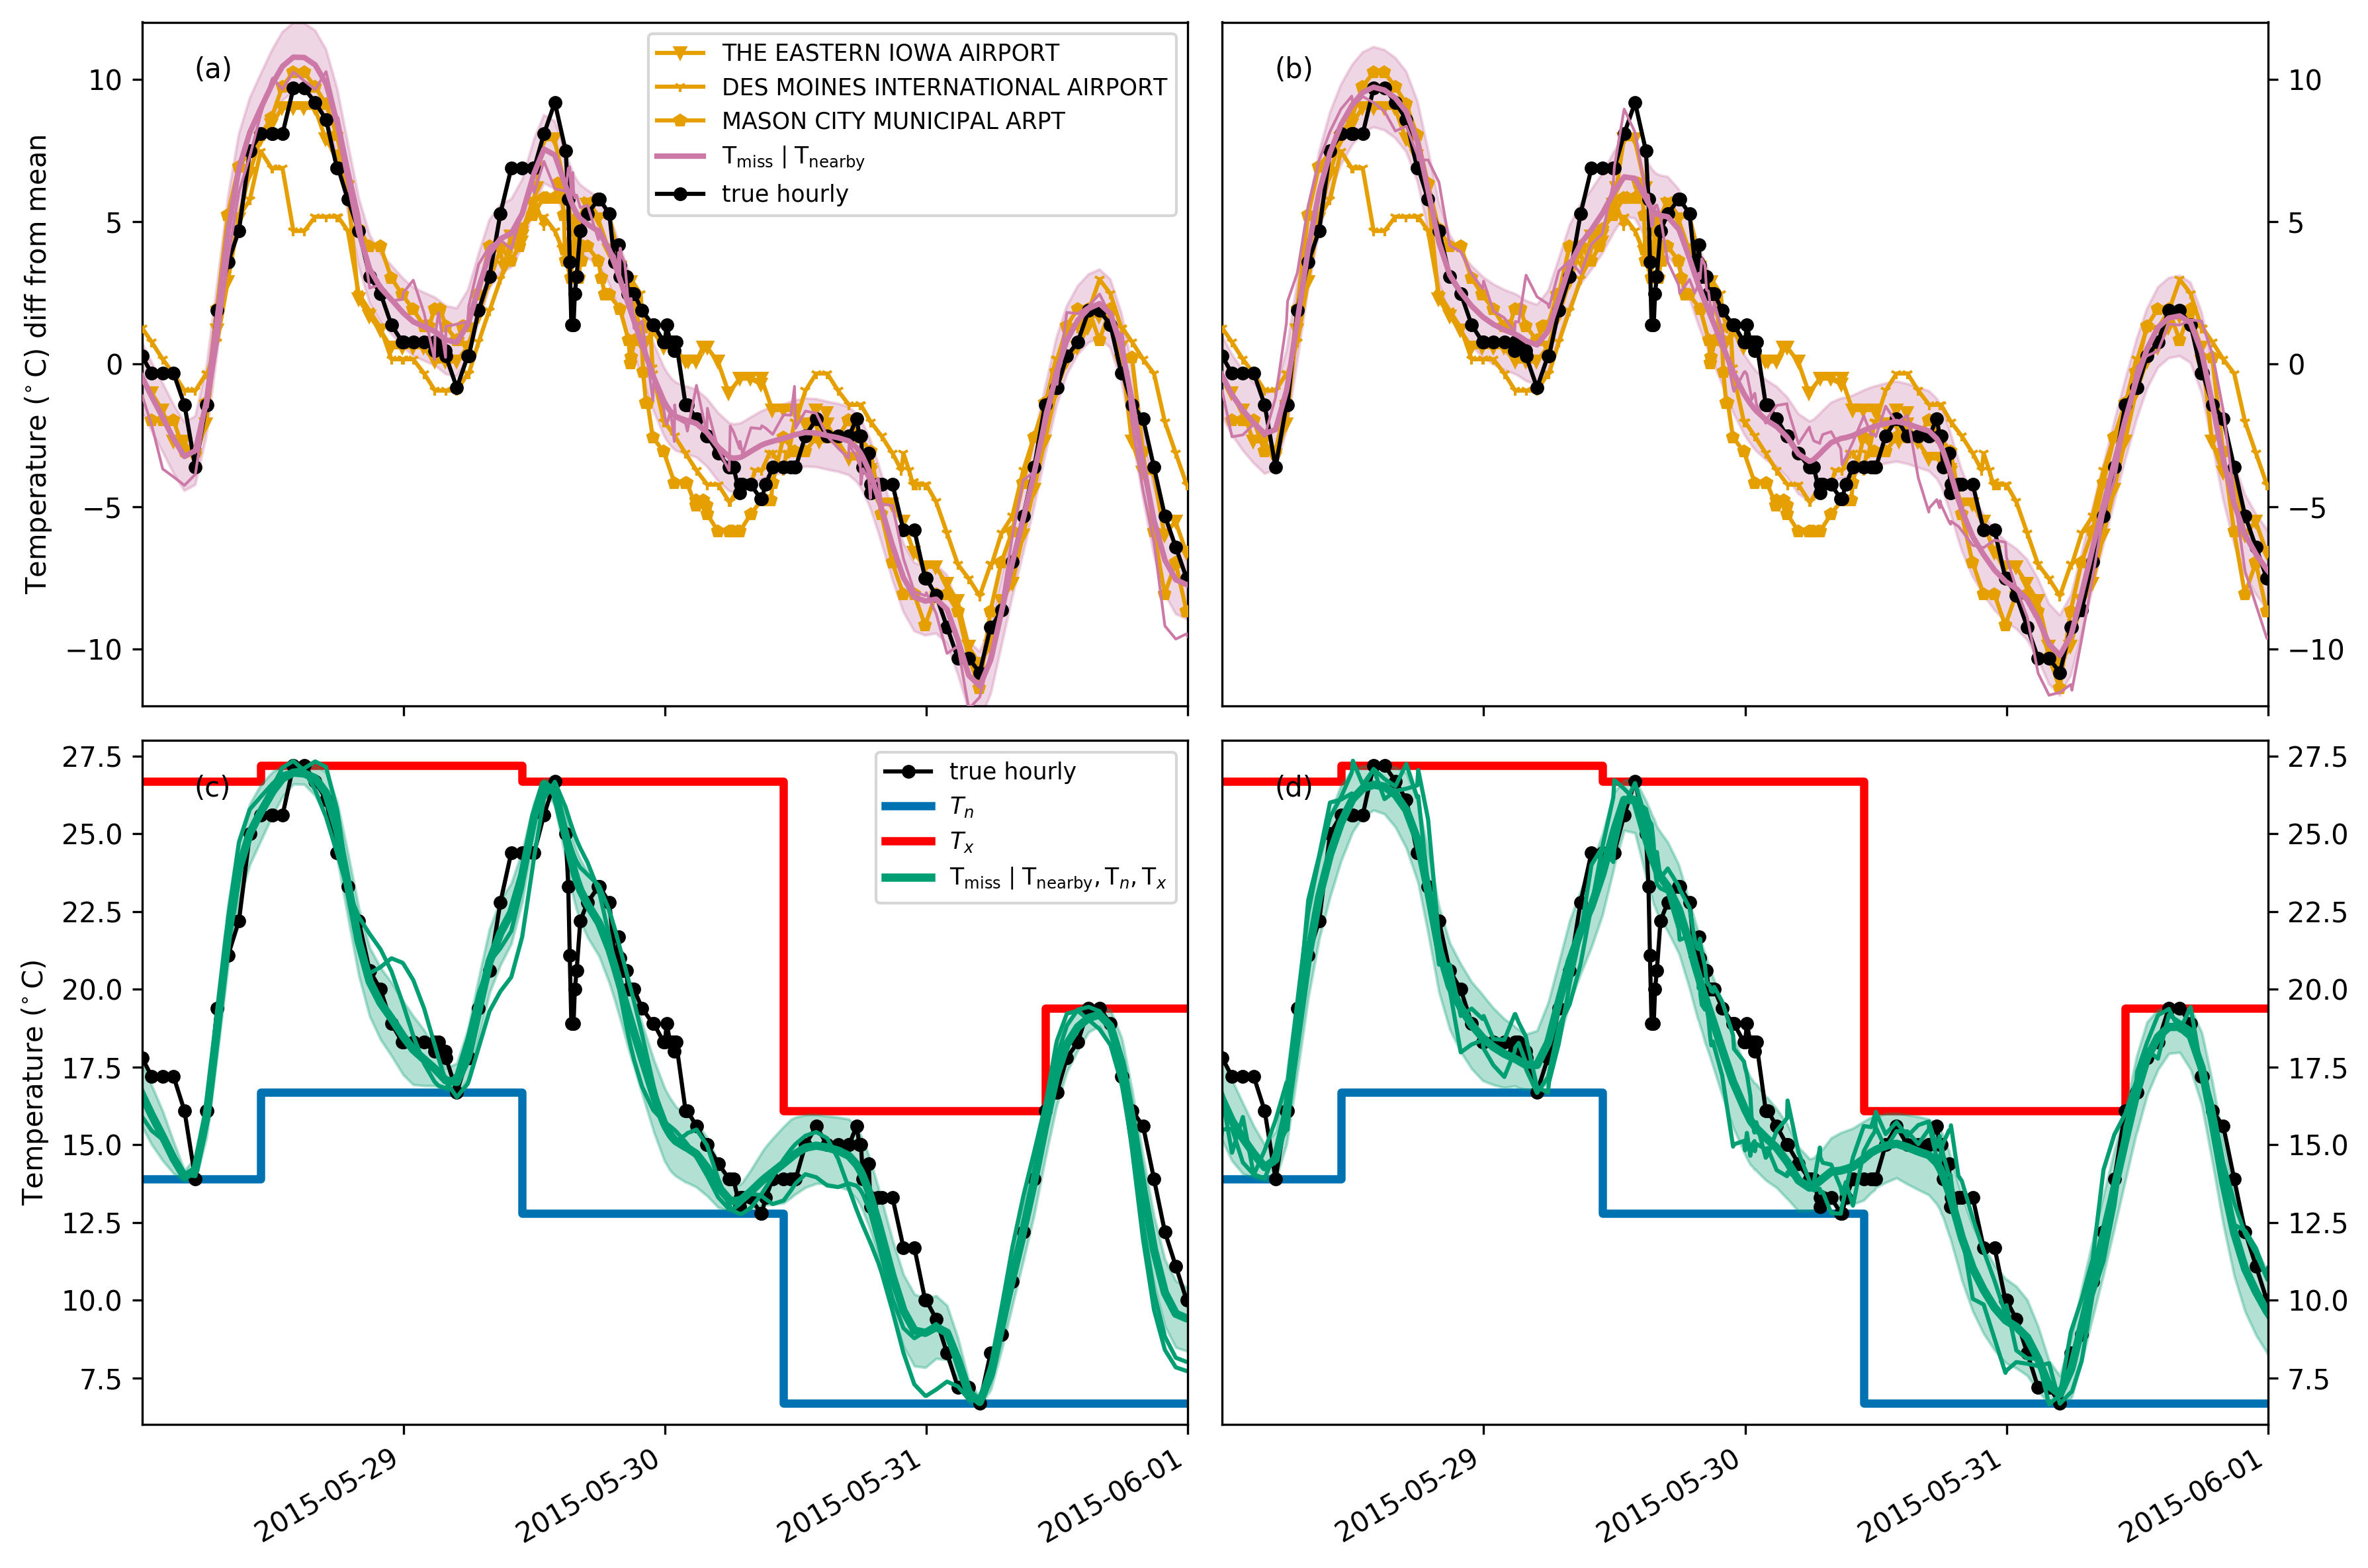 (a)
THE EASTERN IOWA AIRPORT
DES MOINES INTERNATIONAL AIRPORT
MASON CITY MUNICIPAL ARPT
T_miss | T_nearby
true hourly
Temperature (°C) diff from mean
10
5
0
−5
−10
(b)
10
5
0
−5
−10
(c)
true hourly
T_n
T_x
T_miss | T_nearby, T_n, T_x
Temperature (°C)
27.5
25.0
22.5
20.0
17.5
15.0
12.5
10.0
7.5
2015-05-29
2015-05-30
2015-05-31
2015-06-01
(d)
27.5
25.0
22.5
20.0
17.5
15.0
12.5
10.0
7.5
2015-05-29
2015-05-30
2015-05-31
2015-06-01